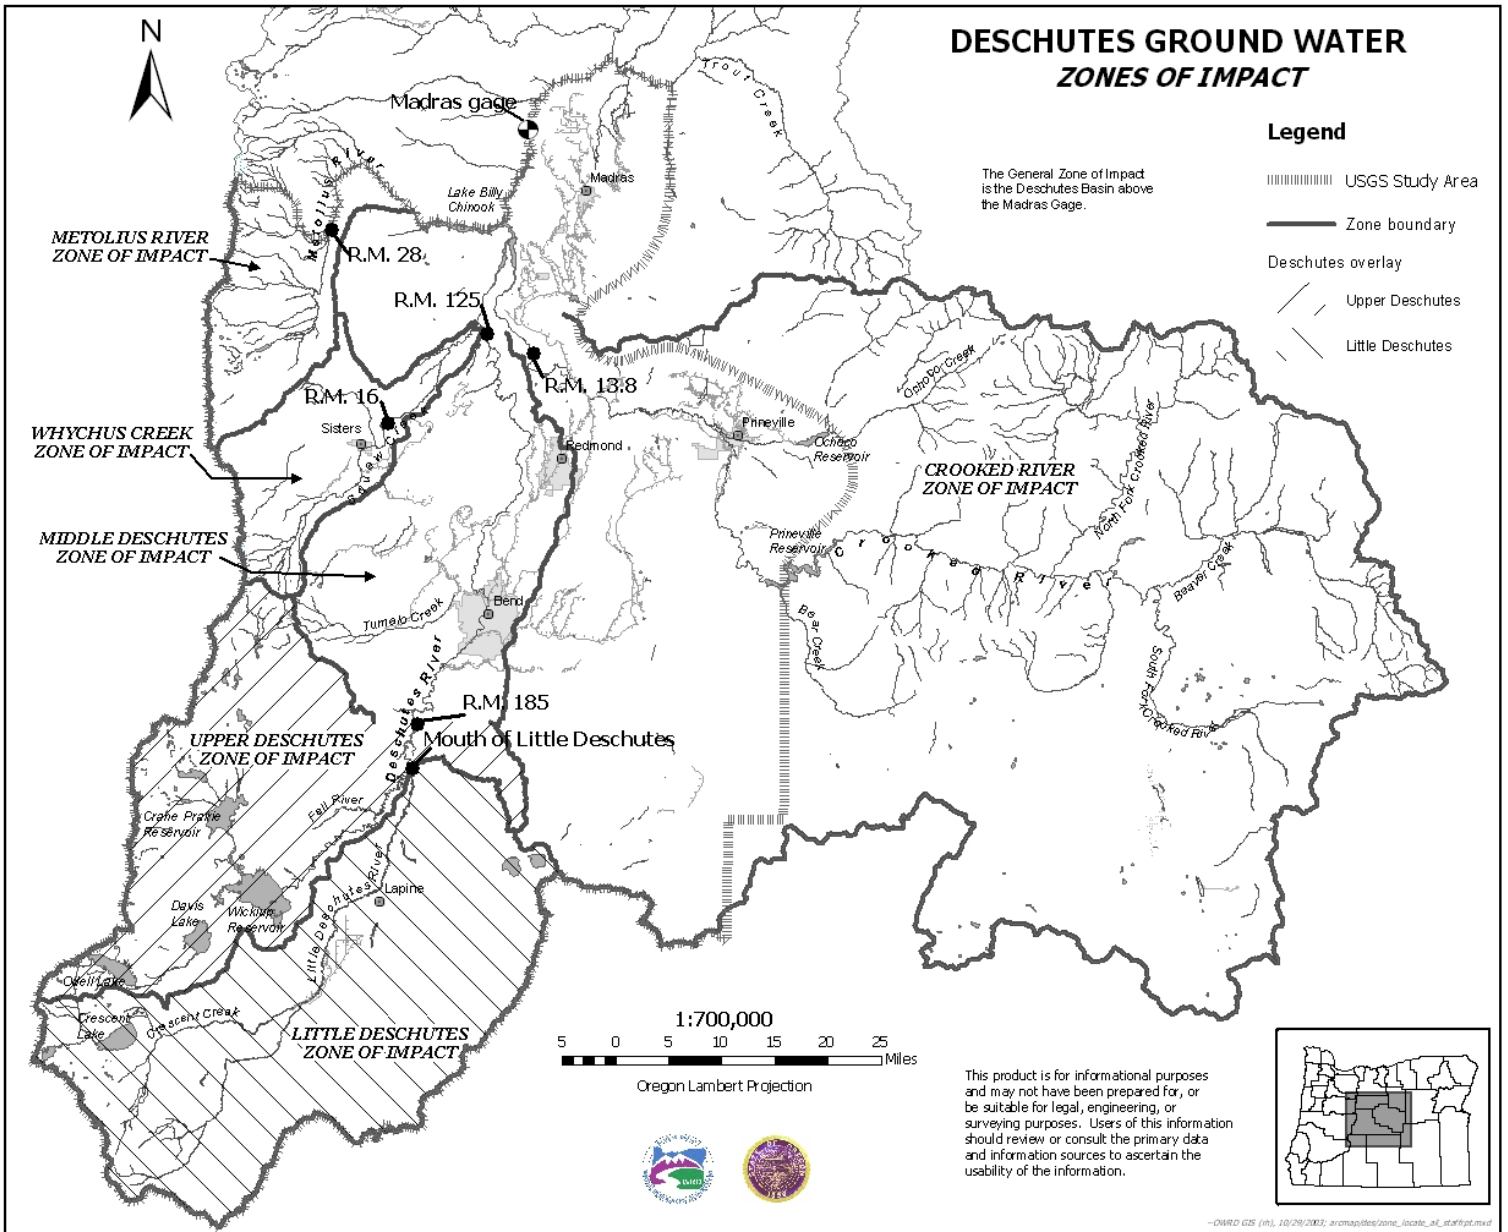 DESCHUTES GROUND WATER
ZONES OF IMPACT
N
Legend
USGS Study Area
Zone boundary
Deschutes overlay
Upper Deschutes
Little Deschutes
The General Zone of Impact
is the Deschutes Basin above
the Madras Gage.
Trout Creek
Madras gage
Madras
Metolius River
Lake Billy
Chinook
METOLIUS RIVER
ZONE OF IMPACT
R.M. 28
R.M. 125
R.M. 13.8
R.M. 16
Sisters
Squaw Creek
Redmond
Ochoco Creek
Prineville
Ochoco
Reservoir
WHYCHUS CREEK
ZONE OF IMPACT
CROOKED RIVER
ZONE OF IMPACT
North Fork Crooked River
MIDDLE DESCHUTES
ZONE OF IMPACT
Prineville
Reservoir
Crooked River
Beaver Creek
Bear Creek
South Fork Crooked River
Tumalo Creek
Bend
Deschutes River
R.M. 185
Mouth of Little Deschutes
UPPER DESCHUTES
ZONE OF IMPACT
Fall River
Crane Prairie
Reservoir
Little Deschutes River
Lapine
Davis
Lake
Wickiup
Reservoir
Odell Lake
Crescent
Lake
Crescent Creek
LITTLE DESCHUTES
ZONE OF IMPACT
1:700,000
5 0 5 10 15 20 25
Miles
Oregon Lambert Projection
This product is for informational purposes
and may not have been prepared for, or
be suitable for legal, engineering, or
surveying purposes. Users of this information
should review or consult the primary data
and information sources to ascertain the
usability of the information.